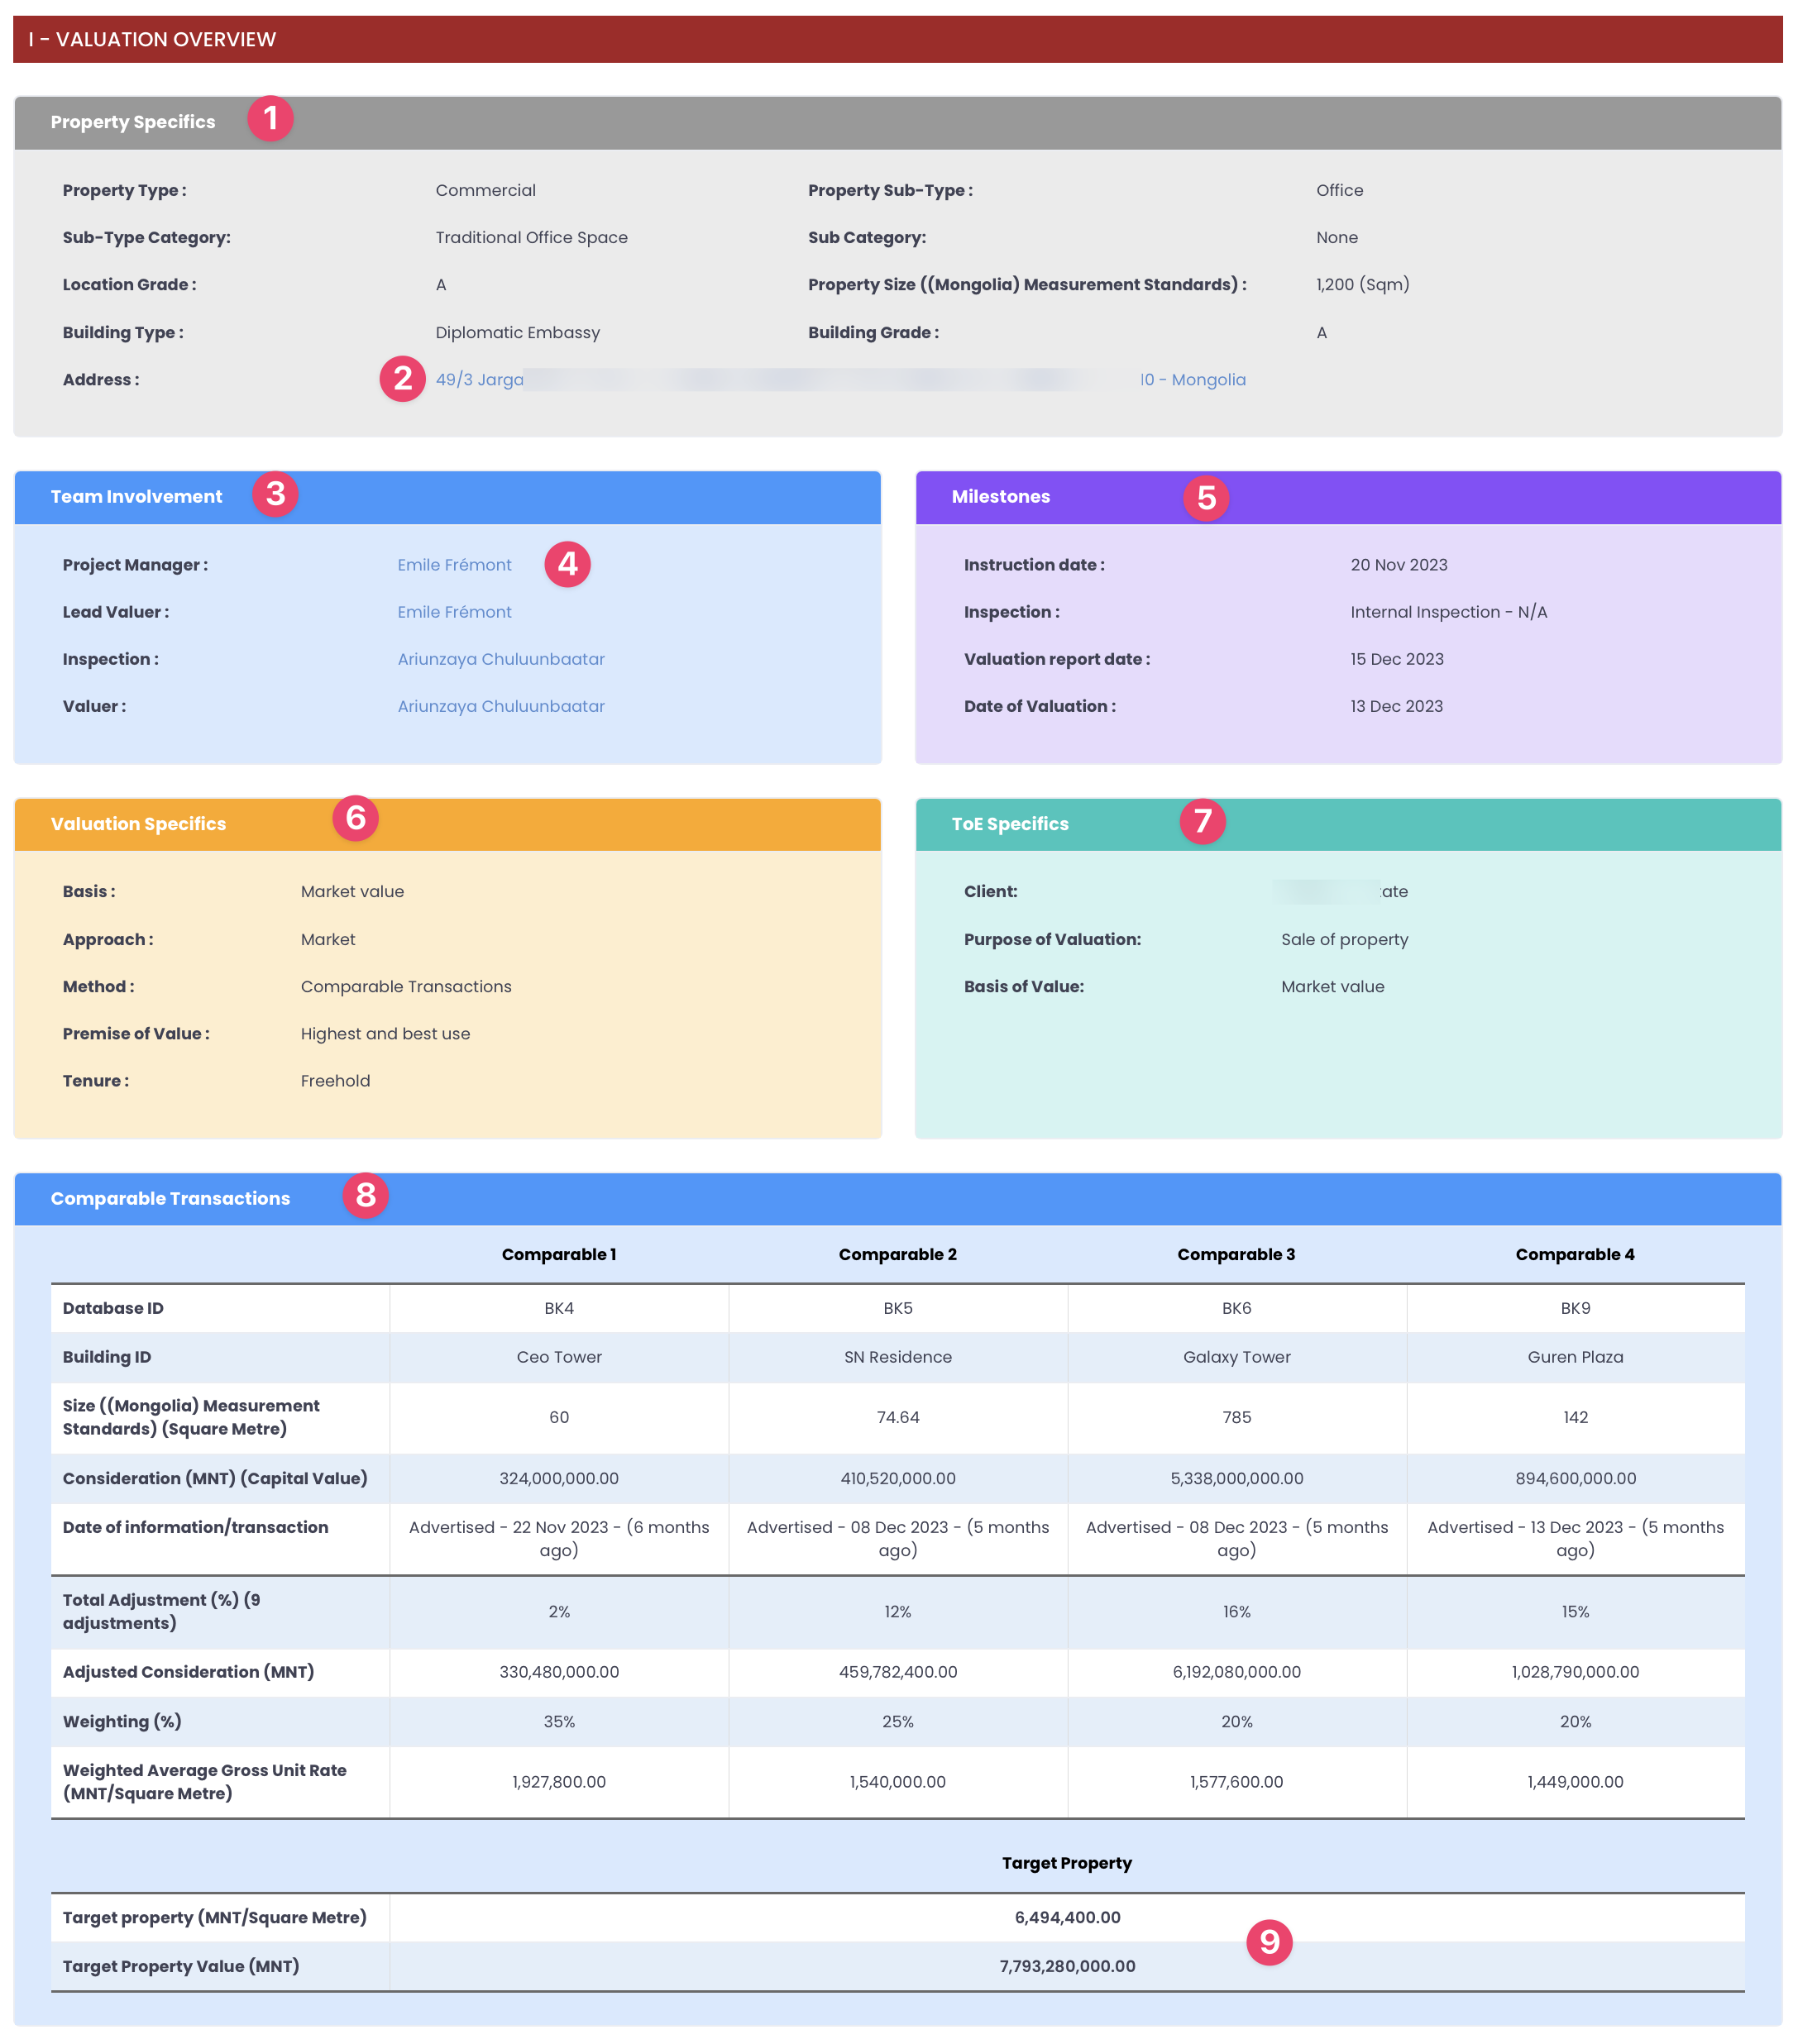 I - VALUATION OVERVIEW
Property Specifics 1
Property Type : Commercial Property Sub-Type : Office
Sub-Type Category: Traditional Office Space Sub Category: None
Location Grade : A Property Size ((Mongolia) Measurement Standards) : 1,200 (Sqm)
Building Type : Diplomatic Embassy Building Grade : A
Address : 2 49/3 Jarga - Mongolia
Team Involvement 3
Project Manager : Emile Frémont 4
Lead Valuer : Emile Frémont
Inspection : Ariunzaya Chuluunbaatar
Valuer : Ariunzaya Chuluunbaatar
Milestones 5
Instruction date : 20 Nov 2023
Inspection : Internal Inspection - N/A
Valuation report date : 15 Dec 2023
Date of Valuation : 13 Dec 2023
Valuation Specifics 6
Basis : Market value
Approach : Market
Method : Comparable Transactions
Premise of Value : Highest and best use
Tenure : Freehold
ToE Specifics 7
Client:
Purpose of Valuation: Sale of property
Basis of Value: Market value
Comparable Transactions 8
Comparable 1 Comparable 2 Comparable 3 Comparable 4
Database ID BK4 BK5 BK6 BK9
Building ID Ceo Tower SN Residence Galaxy Tower Guren Plaza
Size ((Mongolia) Measurement
Standards) (Square Metre) 60 74.64 785 142
Consideration (MNT) (Capital Value) 324,000,000.00 410,520,000.00 5,338,000,000.00 894,600,000.00
Date of information/transaction Advertised - 22 Nov 2023 - (6 months Advertised - 08 Dec 2023 - (5 months Advertised - 08 Dec 2023 - (5 months Advertised - 13 Dec 2023 - (5 months
ago) ago) ago) ago)
Total Adjustment (%) (9
adjustments) 2% 12% 16% 15%
Adjusted Consideration (MNT) 330,480,000.00 459,782,400.00 6,192,080,000.00 1,028,790,000.00
Weighting (%) 35% 25% 20% 20%
Weighted Average Gross Unit Rate
(MNT/Square Metre) 1,927,800.00 1,540,000.00 1,577,600.00 1,449,000.00
Target Property
Target property (MNT/Square Metre) 6,494,400.00
9
Target Property Value (MNT) 7,793,280,000.00